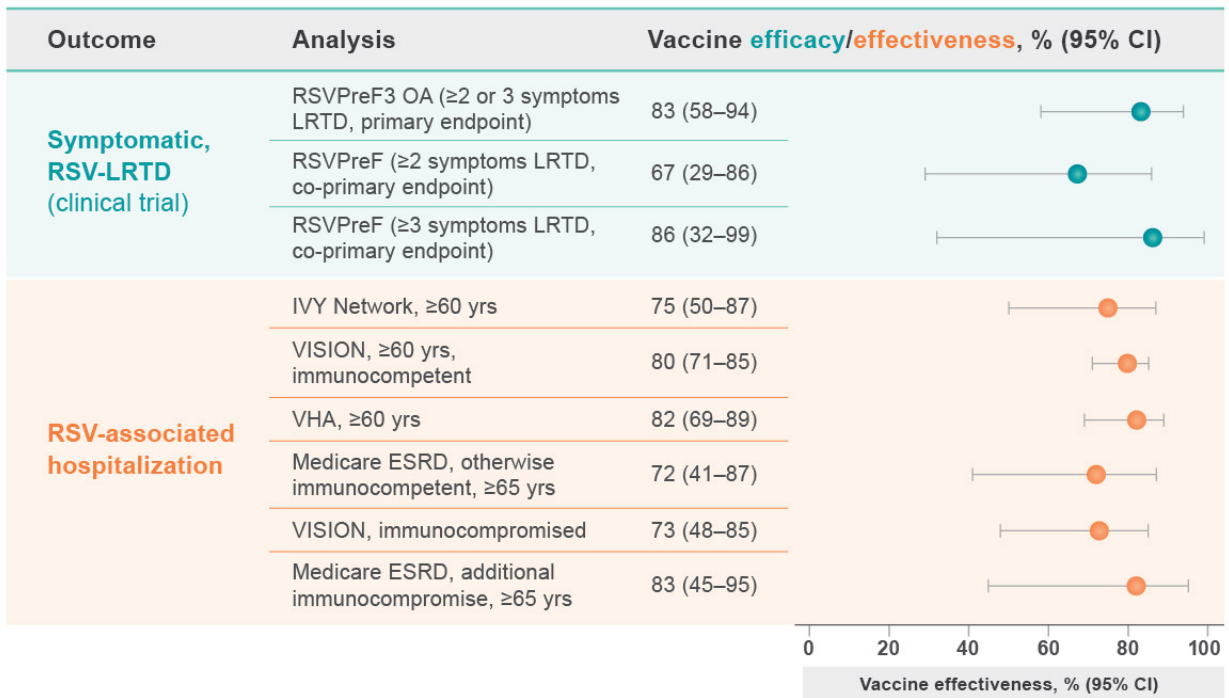 Outcome
Analysis
Vaccine efficacy/effectiveness, % (95% CI)
Symptomatic,
RSV-LRTD
(clinical trial)
RSVPreF3 OA (≥2 or 3 symptoms
LRTD, primary endpoint)
83 (58–94)
RSVPreF (≥2 symptoms LRTD,
co-primary endpoint)
67 (29–86)
RSVPreF (≥3 symptoms LRTD,
co-primary endpoint)
86 (32–99)
RSV-associated
hospitalization
IVY Network, ≥60 yrs
75 (50–87)
VISION, ≥60 yrs,
immunocompetent
80 (71–85)
VHA, ≥60 yrs
82 (69–89)
Medicare ESRD, otherwise
immunocompetent, ≥65 yrs
72 (41–87)
VISION, immunocompromised
73 (48–85)
Medicare ESRD, additional
immunocompromise, ≥65 yrs
83 (45–95)
0 20 40 60 80 100
Vaccine effectiveness, % (95% CI)